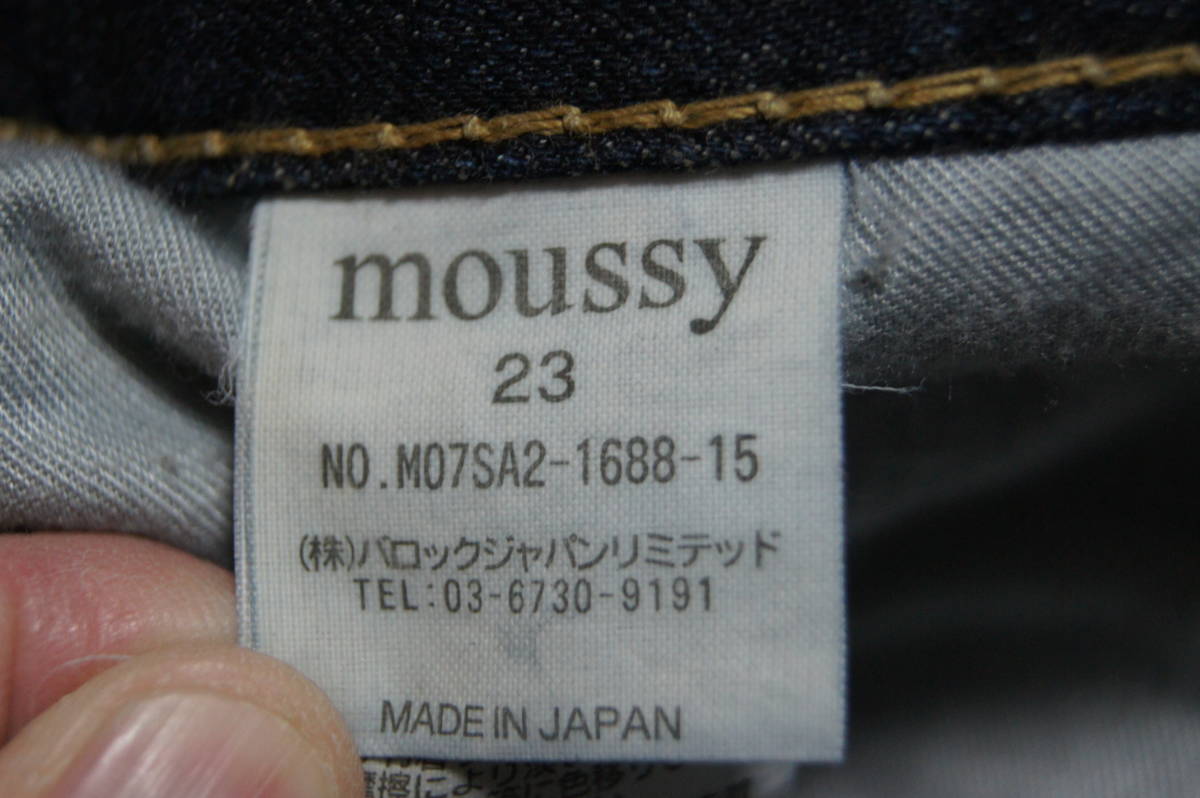 moussy
23
NO.M07SA2-1688-15
(株)バロックジャパンリミテッド
TEL:03-6730-9191
MADE IN JAPAN